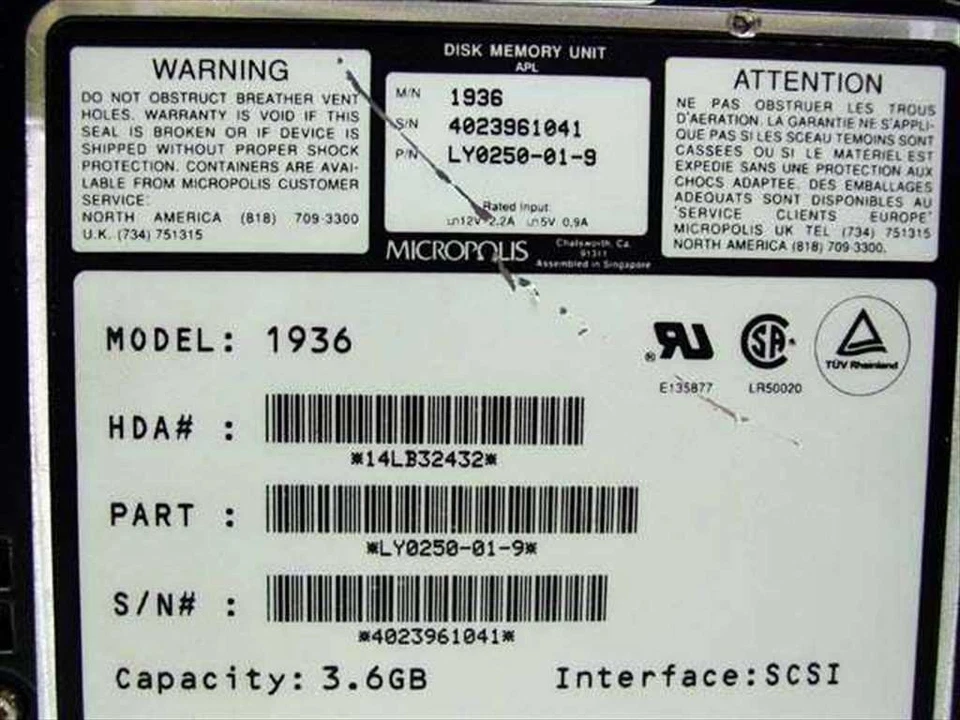 DISK MEMORY UNIT
APL
WARNING
DO NOT OBSTRUCT BREATHER VENT
HOLES. WARRANTY IS VOID IF THIS
SEAL IS BROKEN OR IF DEVICE IS
SHIPPED WITHOUT PROPER SHOCK
PROTECTION. CONTAINERS ARE AVAI-
LABLE FROM MICROPOLIS CUSTOMER
SERVICE:
NORTH AMERICA (818) 709-3300
U.K. (734) 751315
M/N 1936
S/N 4023961041
P/N LY0250-01-9
Rated Input:
12V 2.2A 5V 0.9A
MICROPOLIS
Chatsworth, Ca.
91311
Assembled in Singapore
ATTENTION
NE PAS OBSTRUER LES TROUS
D'AERATION. LA GARANTIE NE S'APPLI-
QUE PAS SI LES SCEAU TEMOINS SONT
CASSEES OU SI LE MATERIEL EST
EXPEDIE SANS UNE PROTECTION AUX
CHOCS ADAPTEE. DES EMBALLAGES
ADEQUATS SONT DISPONIBLES AU
"SERVICE CLIENTS EUROPE"
MICROPOLIS UK TEL (734) 751315
NORTH AMERICA (818) 709-3300.
MODEL: 1936
RU
E135877
SA
LR50020
TÜV Rheinland
HDA# :
*14LB32432*
PART :
*LY0250-01-9*
S/N# :
*4023961041*
Capacity: 3.6GB Interface:SCSI